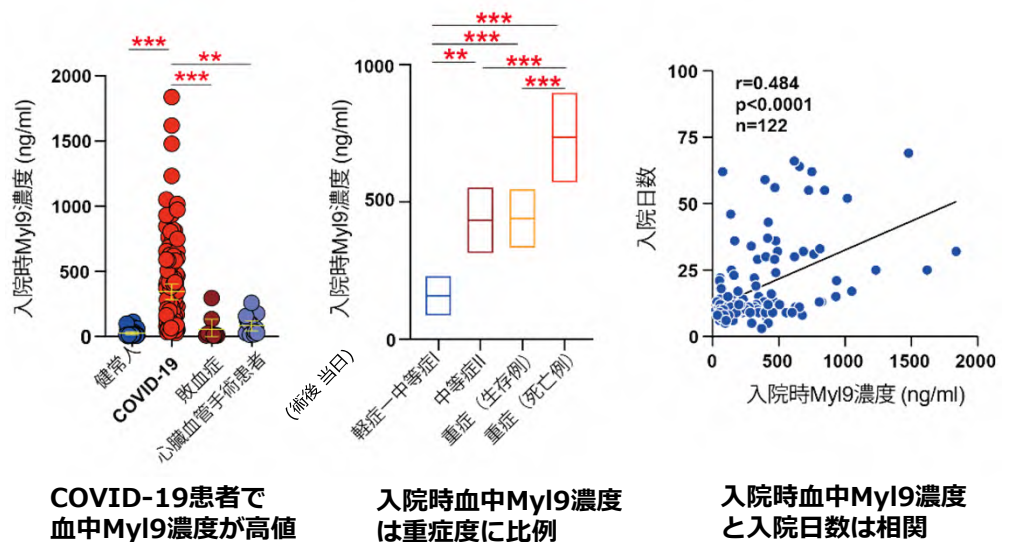 ***
**
***
2000
1500
1000
500
0
入院時Myl9濃度 (ng/ml)
健常人
COVID-19
敗血症
心臓血管手術患者
(術後 当日)
COVID-19患者で
血中Myl9濃度が高値
***
***
**
***
***
1000
500
0
入院時Myl9濃度 (ng/ml)
軽症ー中等症I
中等症II
重症（生存例）
重症（死亡例）
入院時血中Myl9濃度
は重症度に比例
100
75
50
25
0
入院日数
r=0.484
p<0.0001
n=122
0
500
1000
1500
2000
入院時Myl9濃度 (ng/ml)
入院時血中Myl9濃度
と入院日数は相関